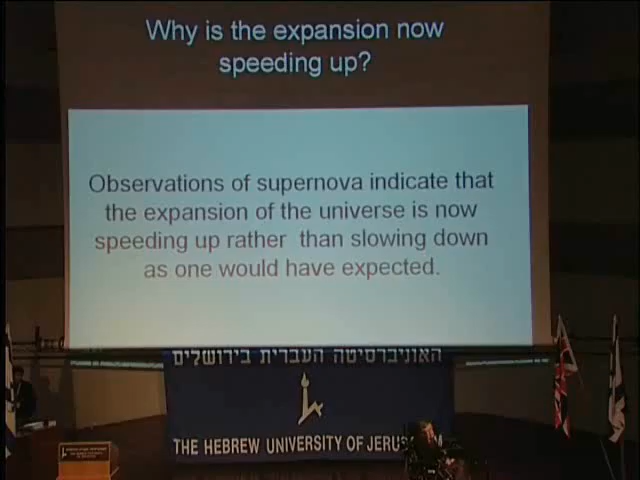 Why is the expansion now
speeding up?
Observations of supernova indicate that
the expansion of the universe is now
speeding up rather than slowing down
as one would have expected.
האוניברסיטה העברית בירושלים
THE HEBREW UNIVERSITY OF JERUS